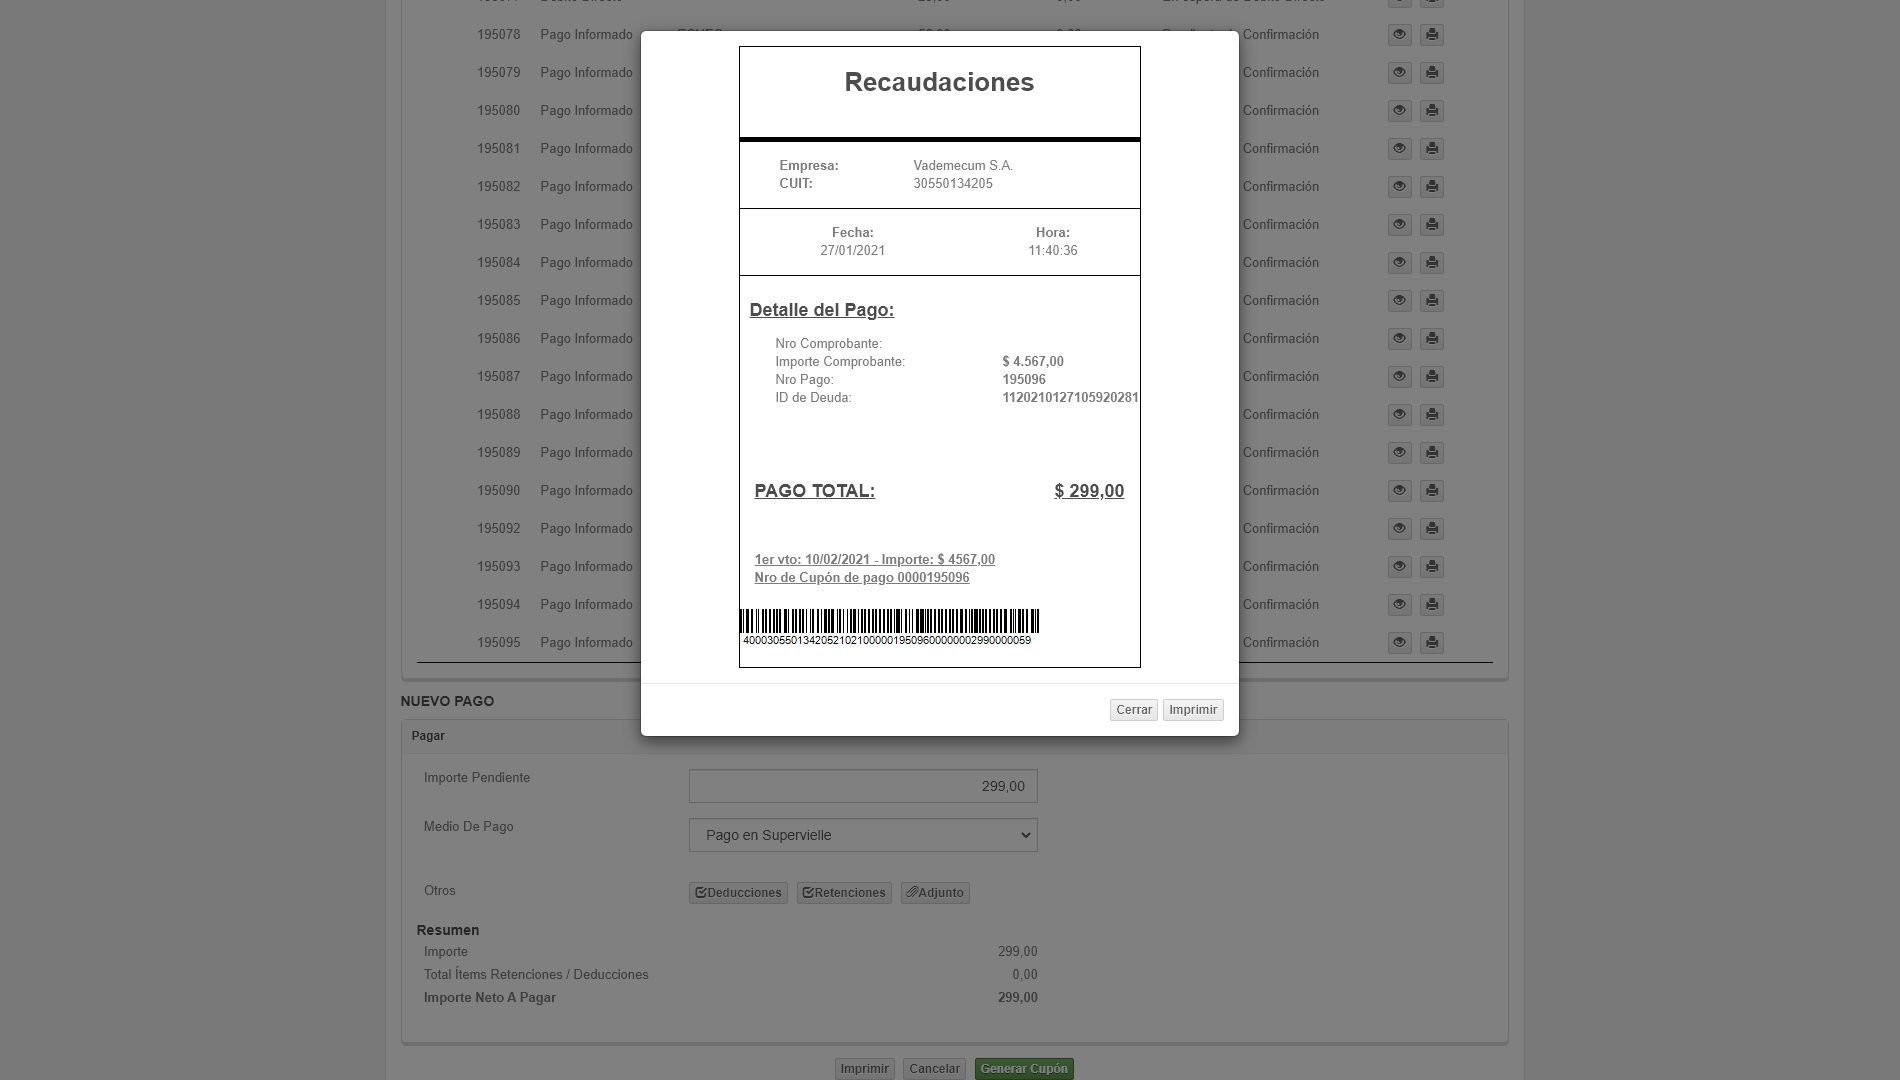 195078 Pago Informado Confirmación
195079 Pago Informado Confirmación
195080 Pago Informado Confirmación
195081 Pago Informado Confirmación
195082 Pago Informado Confirmación
195083 Pago Informado Confirmación
195084 Pago Informado Confirmación
195085 Pago Informado Confirmación
195086 Pago Informado Confirmación
195087 Pago Informado Confirmación
195088 Pago Informado Confirmación
195089 Pago Informado Confirmación
195090 Pago Informado Confirmación
195092 Pago Informado Confirmación
195093 Pago Informado Confirmación
195094 Pago Informado Confirmación
195095 Pago Informado Confirmación
Recaudaciones
Empresa: Vademecum S.A.
CUIT: 30550134205
Fecha: Hora:
27/01/2021 11:40:36
Detalle del Pago:
Nro Comprobante:
Importe Comprobante: $ 4.567,00
Nro Pago: 195096
ID de Deuda: 1120210127105920281
PAGO TOTAL: $ 299,00
1er vto: 10/02/2021 - Importe: $ 4567,00
Nro de Cupón de pago 0000195096
400030550134205210210000019509600000002990000059
Cerrar Imprimir
NUEVO PAGO
Pagar
Importe Pendiente 299,00
Medio De Pago Pago en Supervielle
Otros Deducciones Retenciones Adjunto
Resumen
Importe 299,00
Total Ítems Retenciones / Deducciones 0,00
Importe Neto A Pagar 299,00
Imprimir Cancelar Generar Cupón